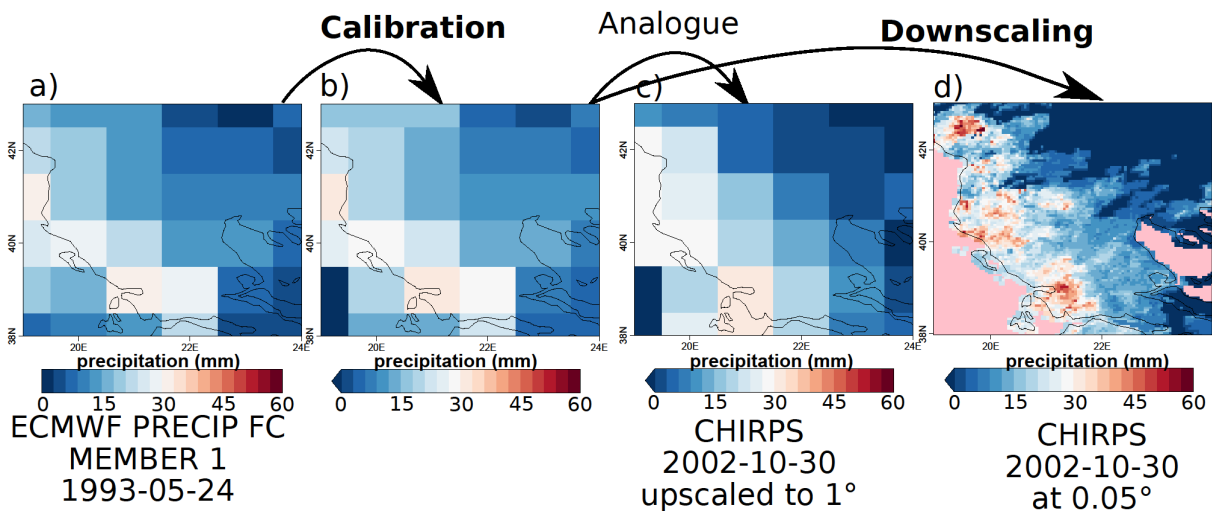 Calibration
Analogue
Downscaling
a)
b)
c)
d)
42N
40N
38N
20E
22E
24E
42N
40N
38N
20E
22E
24E
42N
40N
38N
20E
22E
24E
42N
40N
38N
20E
22E
precipitation (mm)
precipitation (mm)
precipitation (mm)
precipitation (mm)
0 15 30 45 60
0 15 30 45 60
0 15 30 45 60
0 15 30 45 60
ECMWF PRECIP FC
MEMBER 1
1993-05-24
CHIRPS
2002-10-30
upscaled to 1°
CHIRPS
2002-10-30
at 0.05°